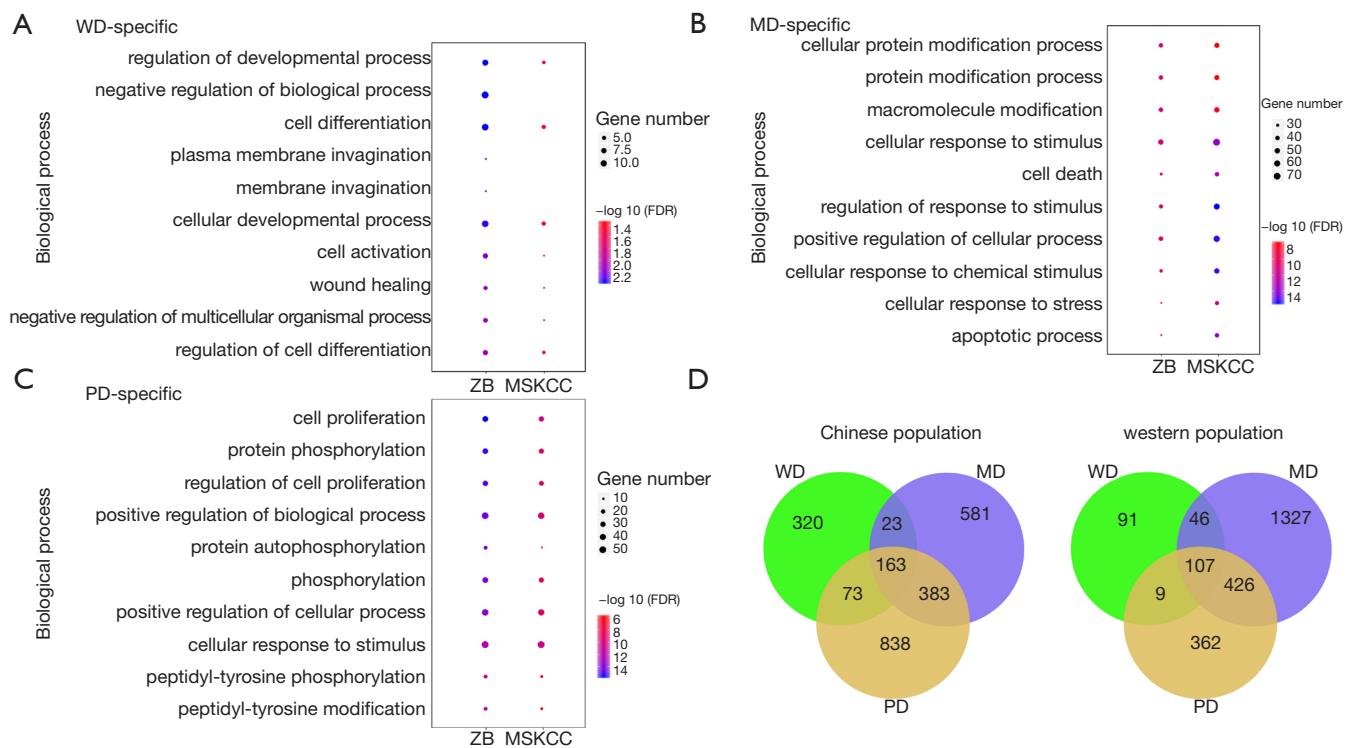 A
WD-specific
Biological process
regulation of developmental process
negative regulation of biological process
cell differentiation
plasma membrane invagination
membrane invagination
cellular developmental process
cell activation
wound healing
negative regulation of multicellular organismal process
regulation of cell differentiation
ZB MSKCC
Gene number
5.0
7.5
10.0
−log 10 (FDR)
1.4
1.6
1.8
2.0
2.2
B
MD-specific
Biological process
cellular protein modification process
protein modification process
macromolecule modification
cellular response to stimulus
cell death
regulation of response to stimulus
positive regulation of cellular process
cellular response to chemical stimulus
cellular response to stress
apoptotic process
ZB MSKCC
Gene number
30
40
50
60
70
−log 10 (FDR)
8
10
12
14
C
PD-specific
Biological process
cell proliferation
protein phosphorylation
regulation of cell proliferation
positive regulation of biological process
protein autophosphorylation
phosphorylation
positive regulation of cellular process
cellular response to stimulus
peptidyl-tyrosine phosphorylation
peptidyl-tyrosine modification
ZB MSKCC
Gene number
10
20
30
40
50
−log 10 (FDR)
6
8
10
12
14
D
Chinese population
WD MD
320 23 581
163
73 383
838
PD
western population
WD MD
91 46 1327
107
9 426
362
PD